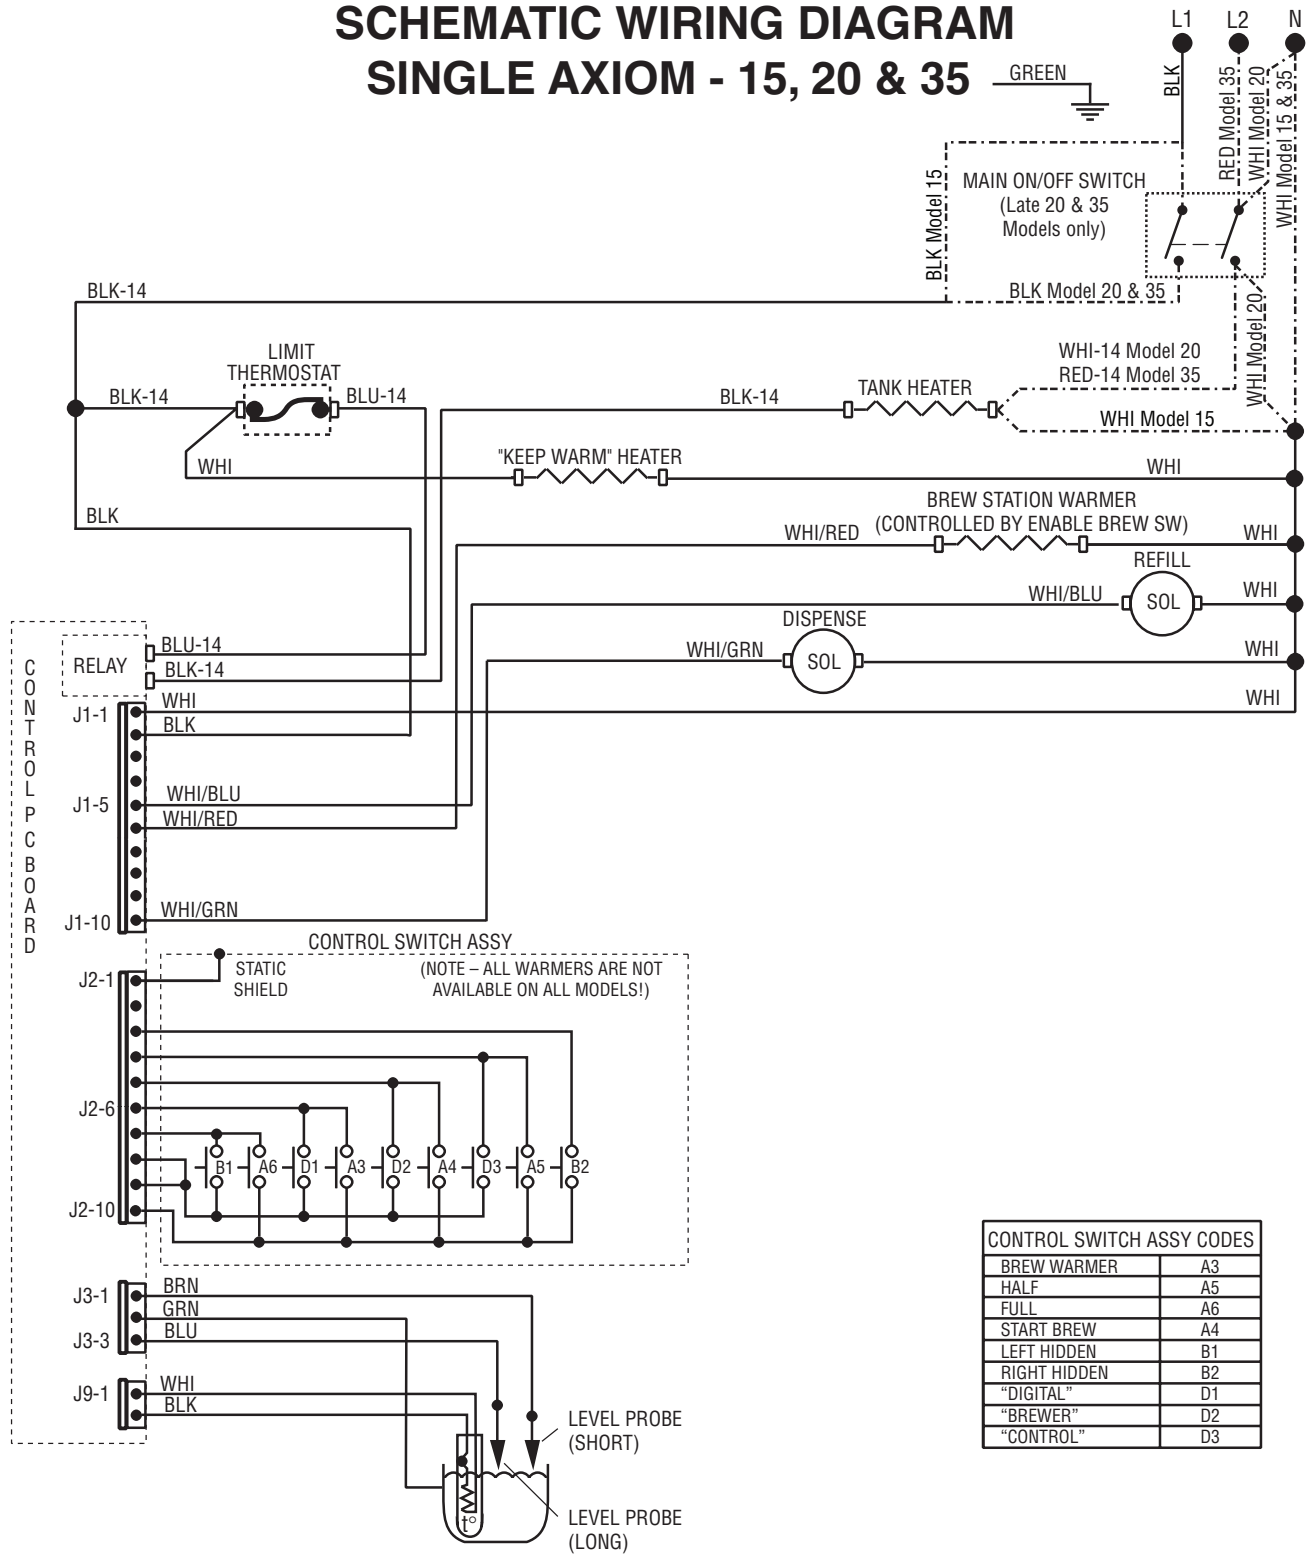 SCHEMATIC WIRING DIAGRAM
SINGLE AXIOM - 15, 20 & 35
GREEN
L1
L2
N
BLK
RED Model 35
WHI Model 20
WHI Model 15 & 35
BLK Model 15
MAIN ON/OFF SWITCH
(Late 20 & 35
Models only)
BLK-14
BLK Model 20 & 35
WHI Model 20
LIMIT
THERMOSTAT
BLK-14
BLU-14
BLK-14
TANK HEATER
WHI-14 Model 20
RED-14 Model 35
WHI Model 15
WHI
"KEEP WARM" HEATER
WHI
BLK
BREW STATION WARMER
(CONTROLLED BY ENABLE BREW SW)
WHI/RED
WHI
REFILL
WHI/BLU
SOL
WHI
DISPENSE
WHI/GRN
SOL
WHI
CONTROL PC BOARD
RELAY
BLU-14
BLK-14
J1-1
WHI
WHI
BLK
J1-5
WHI/BLU
WHI/RED
J1-10
WHI/GRN
CONTROL SWITCH ASSY
J2-1
STATIC
SHIELD
(NOTE – ALL WARMERS ARE NOT
AVAILABLE ON ALL MODELS!)
J2-6
B1 A6 D1 A3 D2 A4 D3 A5 B2
J2-10
CONTROL SWITCH ASSY CODES
BREW WARMER A3
HALF A5
FULL A6
START BREW A4
LEFT HIDDEN B1
RIGHT HIDDEN B2
“DIGITAL” D1
“BREWER” D2
“CONTROL” D3
J3-1
BRN
GRN
J3-3
BLU
J9-1
WHI
BLK
LEVEL PROBE
(SHORT)
t°
LEVEL PROBE
(LONG)